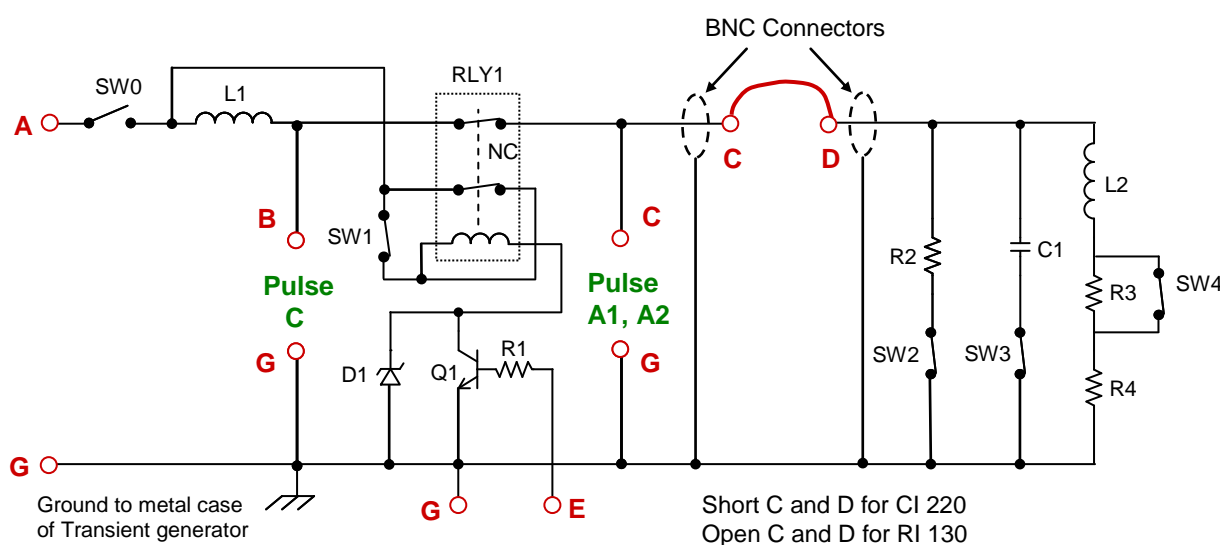 BNC Connectors
SW0
RLY1
L1
A
NC
C
D
L2
B
SW1
C
R2
C1
SW4
R3
Pulse
C
Pulse
A1, A2
R1
G
D1
Q1
G
SW2
SW3
R4
G
Ground to metal case
of Transient generator
G
E
Short C and D for CI 220
Open C and D for RI 130